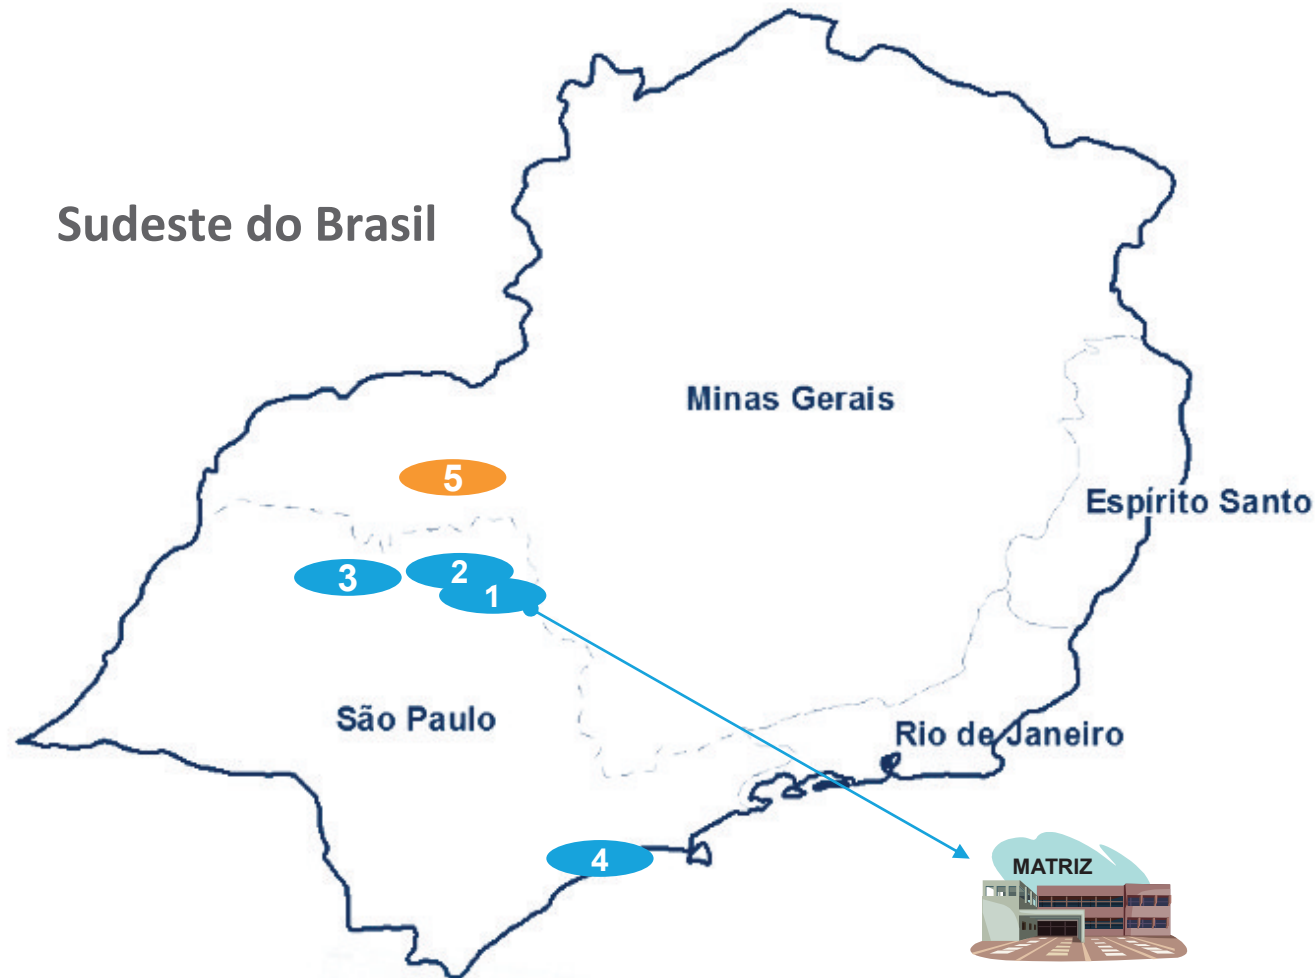 Sudeste do Brasil
Minas Gerais
5
Espírito Santo
3
2
1
São Paulo
Rio de Janeiro
4
MATRIZ